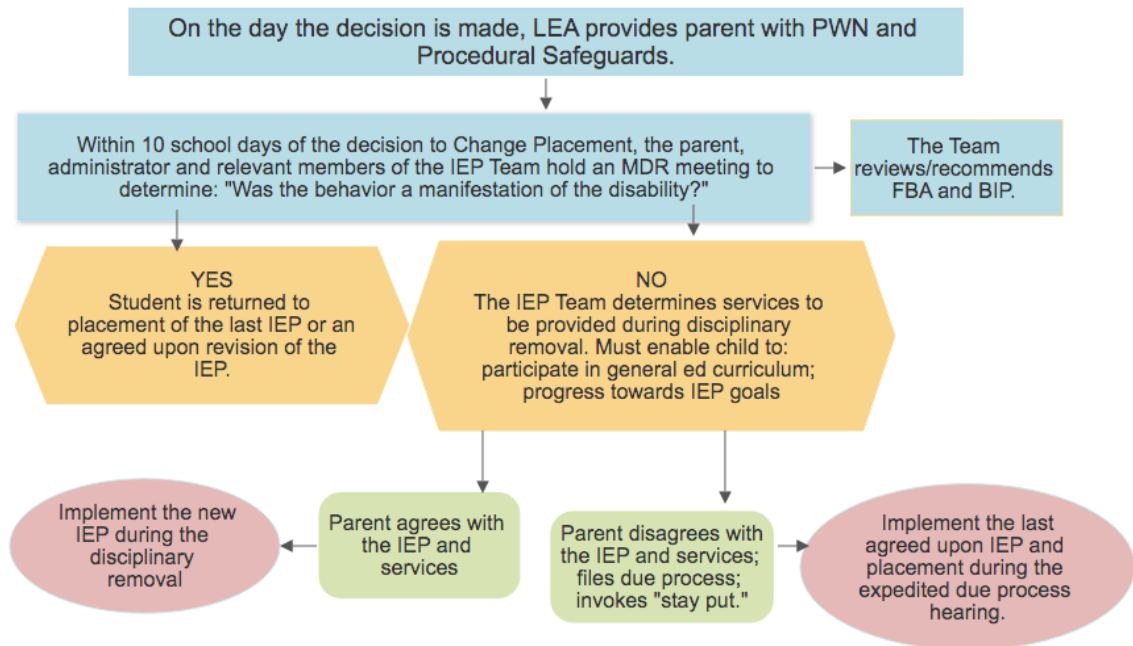 On the day the decision is made, LEA provides parent with PWN and
Procedural Safeguards.
Within 10 school days of the decision to Change Placement, the parent,
administrator and relevant members of the IEP Team hold an MDR meeting to
determine: "Was the behavior a manifestation of the disability?"
The Team
reviews/recommends
FBA and BIP.
YES
Student is returned to
placement of the last IEP or an
agreed upon revision of the
IEP.
NO
The IEP Team determines services to
be provided during disciplinary
removal. Must enable child to:
participate in general ed curriculum;
progress towards IEP goals
Implement the new
IEP during the
disciplinary
removal
Parent agrees with
the IEP and
services
Parent disagrees with
the IEP and services;
files due process;
invokes "stay put."
Implement the last
agreed upon IEP and
placement during the
expedited due process
hearing.